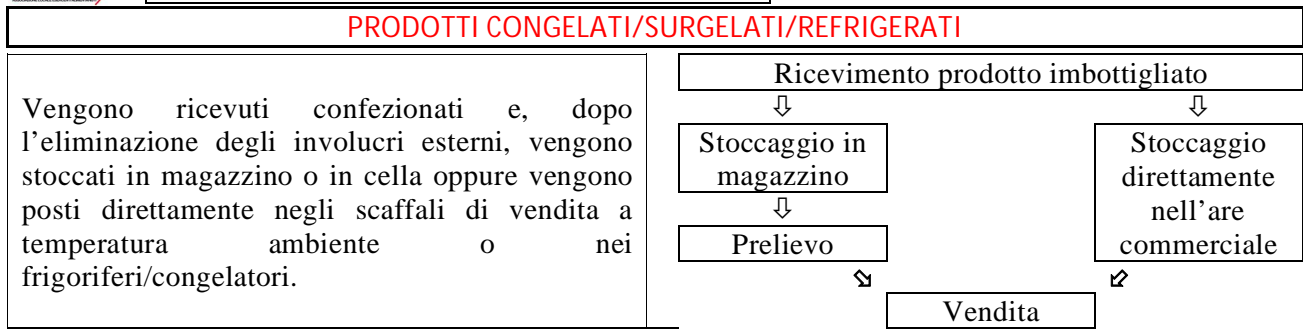 PRODOTTI CONGELATI/SURGELATI/REFRIGERATI
Vengono ricevuti confezionati e, dopo
l’eliminazione degli involucri esterni, vengono
stoccati in magazzino o in cella oppure vengono
posti direttamente negli scaffali di vendita a
temperatura ambiente o nei
frigoriferi/congelatori.
Ricevimento prodotto imbottigliato
⇩ ⇩
Stoccaggio in
magazzino
⇩
Prelievo
Stoccaggio
direttamente
nell’are
commerciale
Vendita